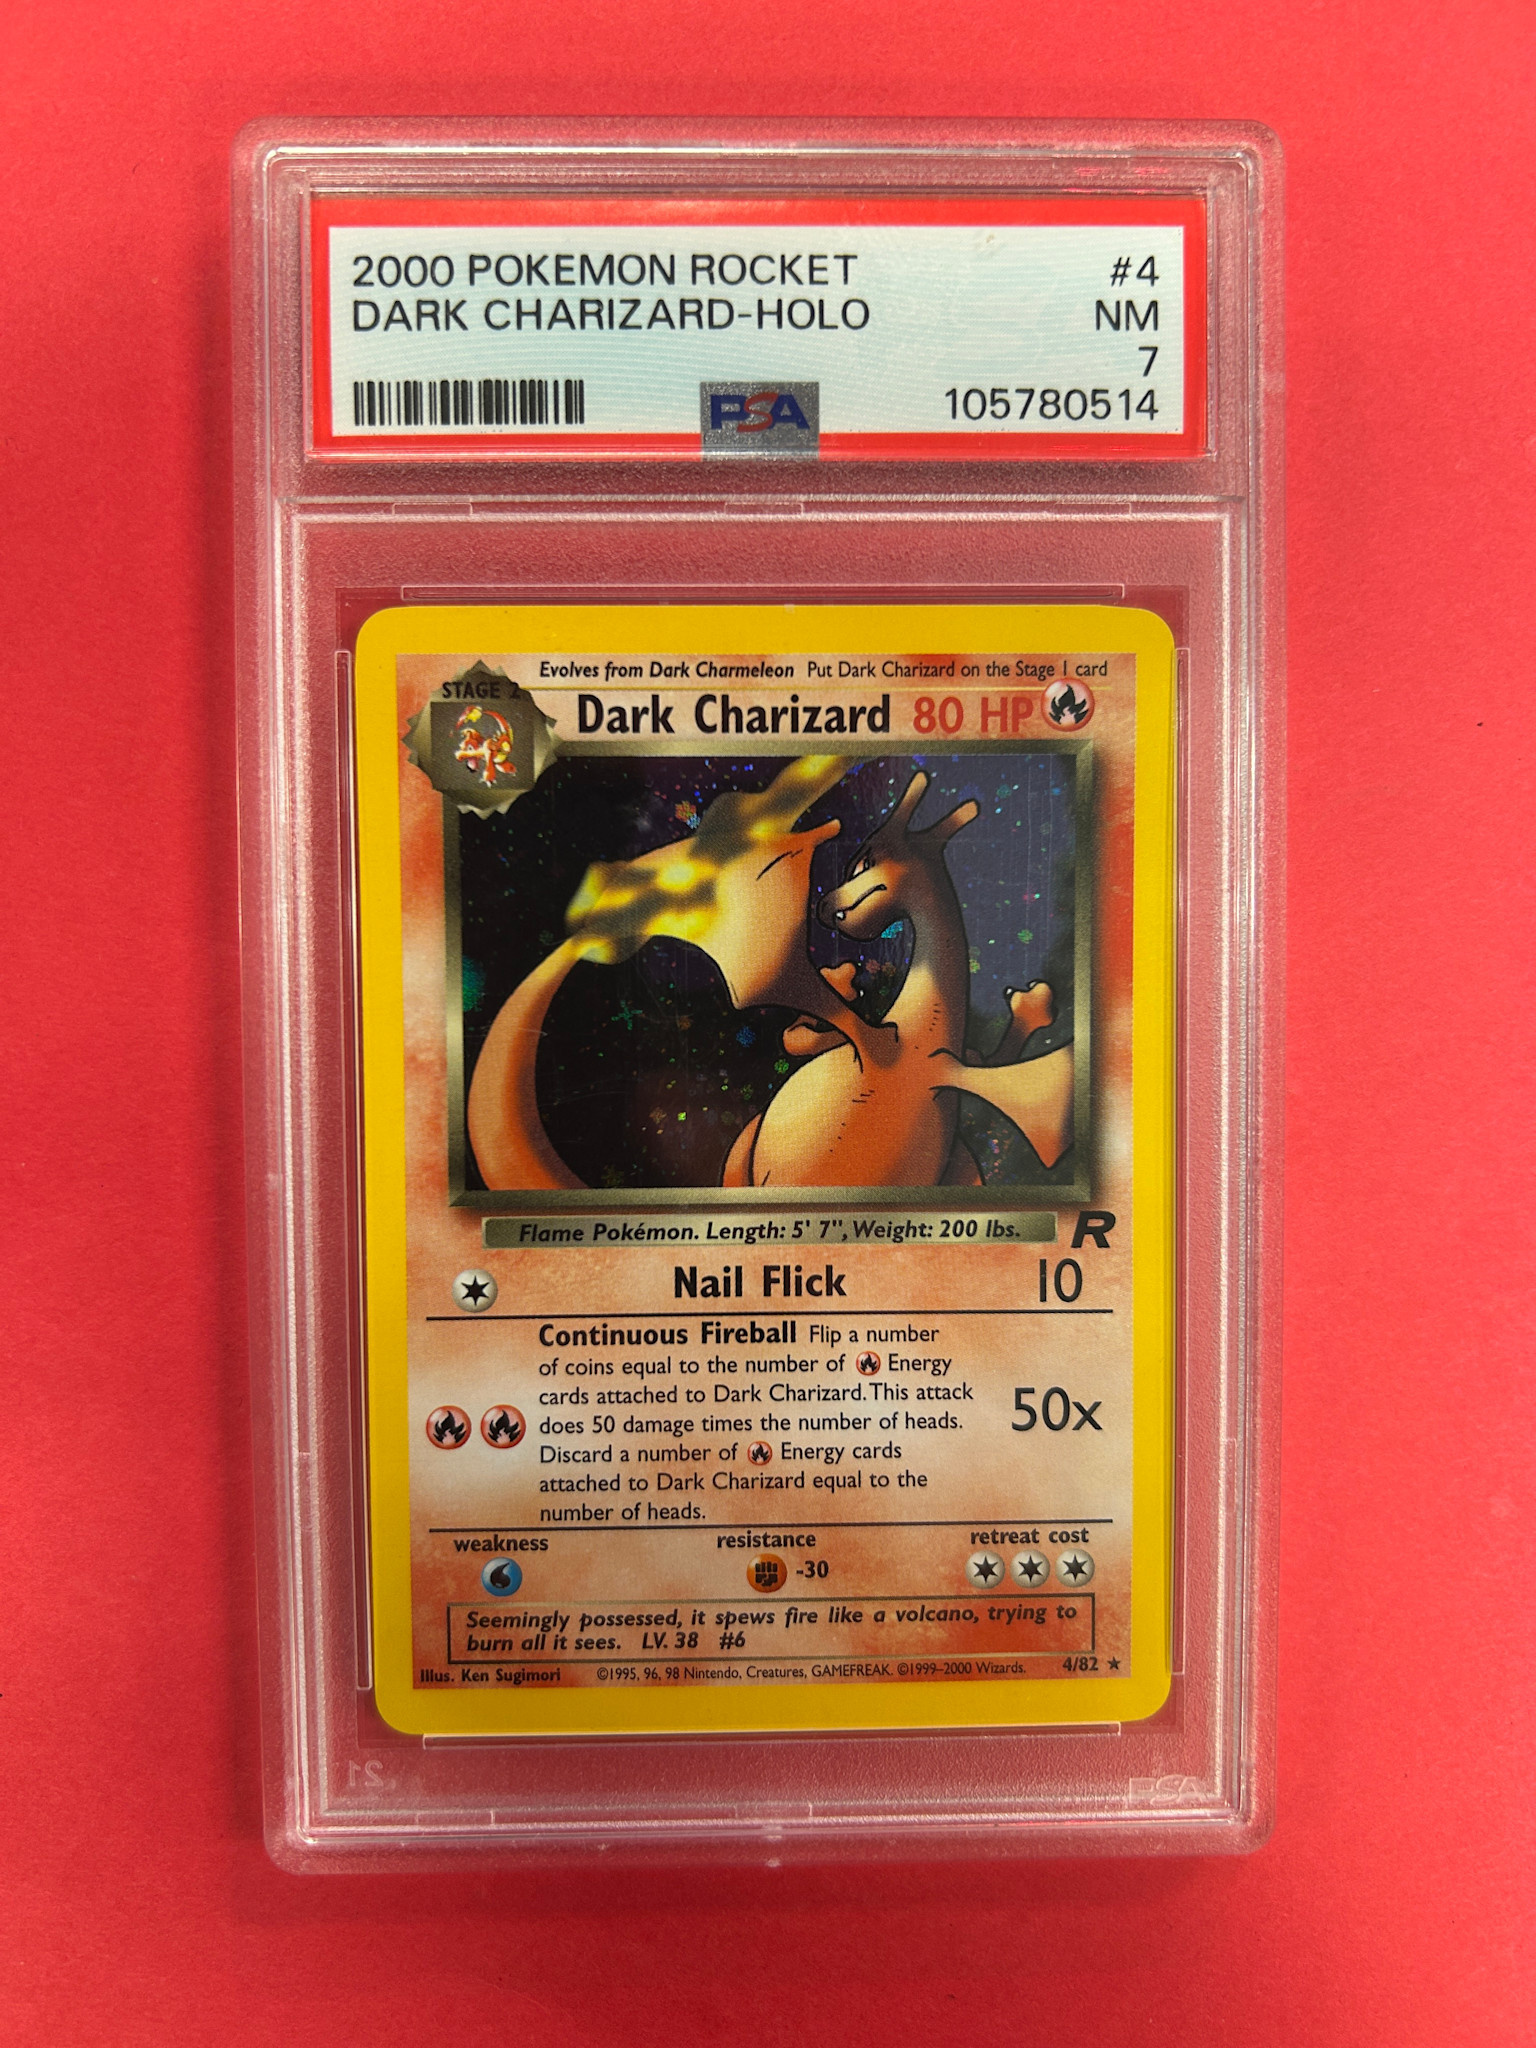 2000 POKEMON ROCKET #4
DARK CHARIZARD-HOLO NM
7
PSA 105780514
Evolves from Dark Charmeleon Put Dark Charizard on the Stage 1 card
STAGE 2
Dark Charizard 80 HP
Flame Pokémon. Length: 5' 7", Weight: 200 lbs. R
Nail Flick 10
Continuous Fireball Flip a number
of coins equal to the number of Energy
cards attached to Dark Charizard. This attack
does 50 damage times the number of heads.
Discard a number of Energy cards
attached to Dark Charizard equal to the
number of heads.
50x
weakness resistance retreat cost
-30
Seemingly possessed, it spews fire like a volcano, trying to
burn all it sees. LV. 38 #6
Illus. Ken Sugimori ©1995, 96, 98 Nintendo, Creatures, GAMEFREAK. ©1999-2000 Wizards. 4/82 ★
21 PSA